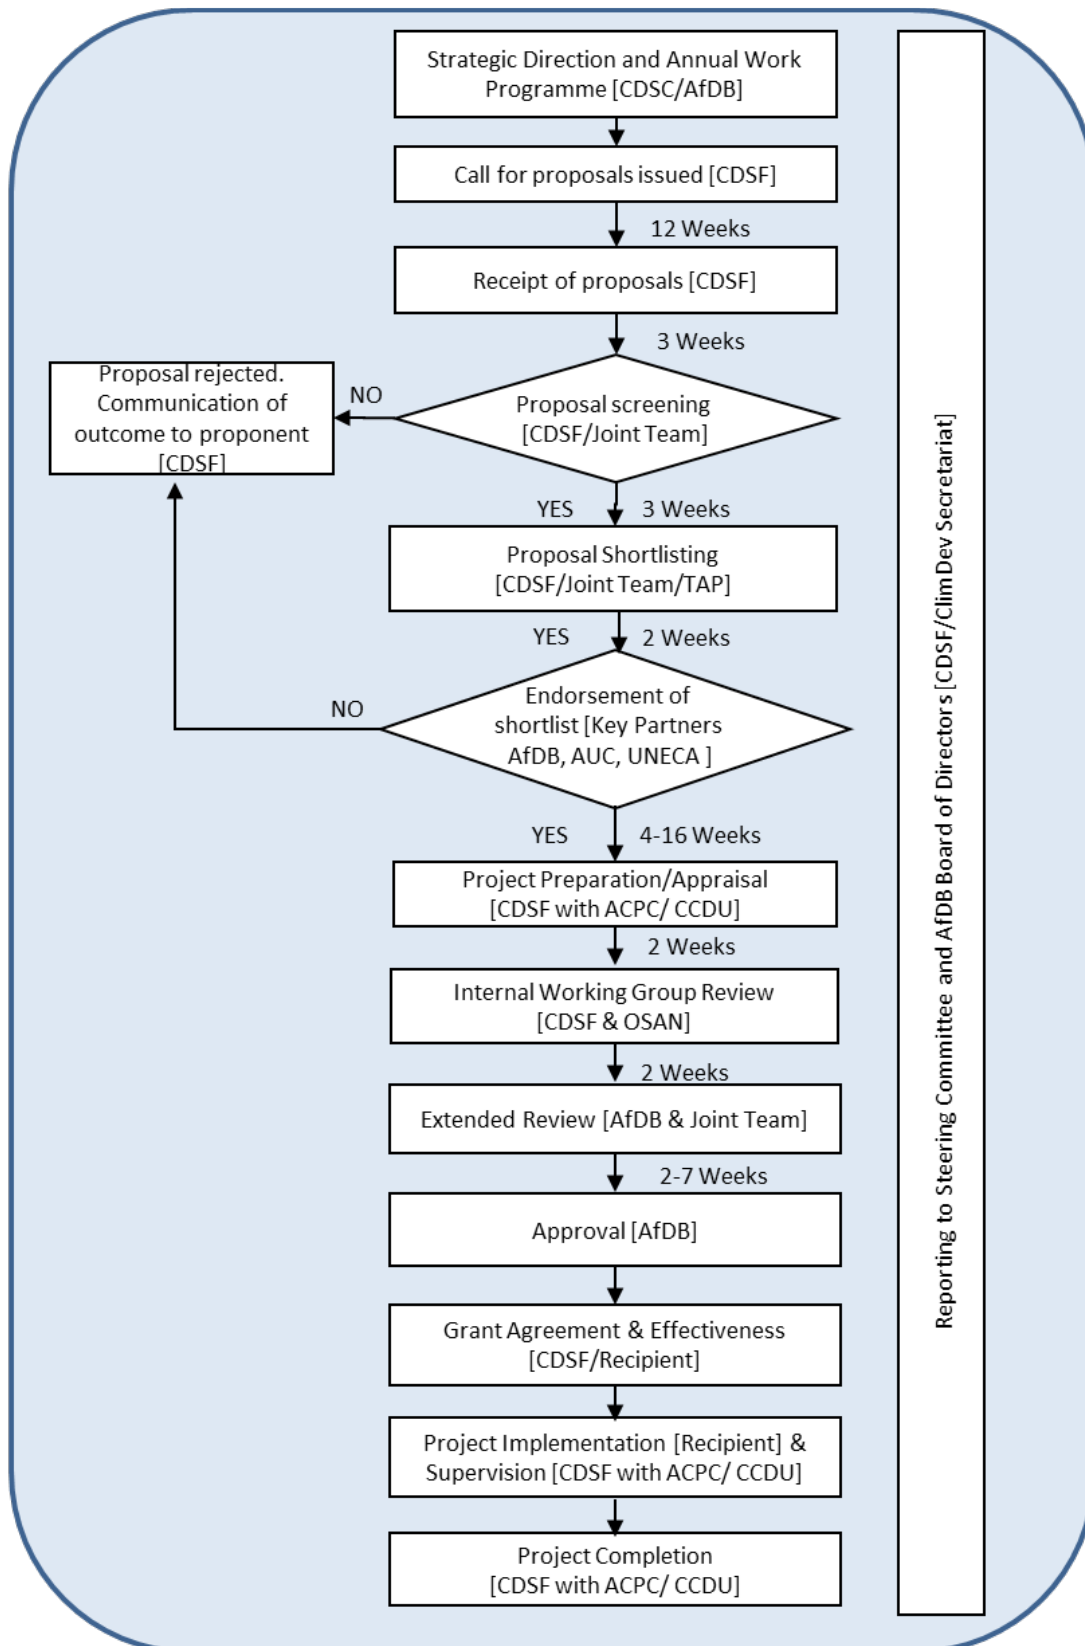 Strategic Direction and Annual Work
Programme [CDSC/AfDB]
Call for proposals issued [CDSF]
12 Weeks
Receipt of proposals [CDSF]
3 Weeks
Proposal rejected.
Communication of
outcome to proponent
[CDSF]
NO
Proposal screening
[CDSF/Joint Team]
YES
3 Weeks
Proposal Shortlisting
[CDSF/Joint Team/TAP]
YES
2 Weeks
NO
Endorsement of
shortlist [Key Partners
AfDB, AUC, UNECA ]
YES
4-16 Weeks
Project Preparation/Appraisal
[CDSF with ACPC/ CCDU]
2 Weeks
Internal Working Group Review
[CDSF & OSAN]
2 Weeks
Extended Review [AfDB & Joint Team]
2-7 Weeks
Approval [AfDB]
Grant Agreement & Effectiveness
[CDSF/Recipient]
Project Implementation [Recipient] &
Supervision [CDSF with ACPC/ CCDU]
Project Completion
[CDSF with ACPC/ CCDU]
Reporting to Steering Committee and AfDB Board of Directors [CDSF/ClimDev Secretariat]